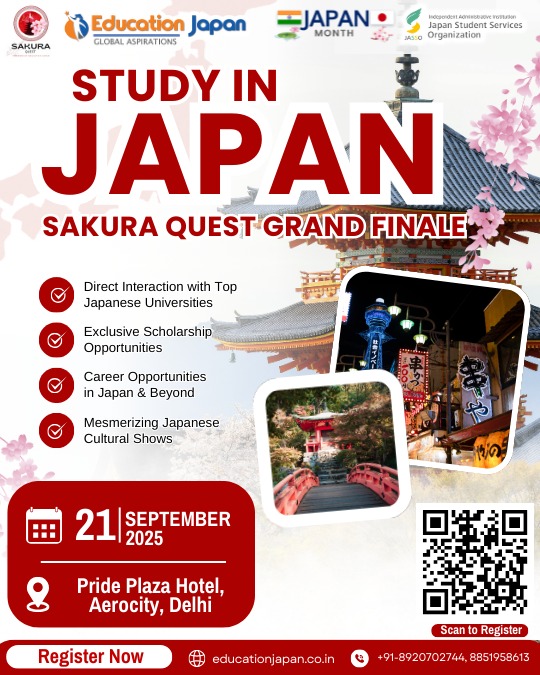 SAKURA
QUEST
Education Japan
GLOBAL ASPIRATIONS
JAPAN
MONTH
JASSO
Independent Administrative Institution
Japan Student Services
Organization
STUDY IN
JAPAN
SAKURA QUEST GRAND FINALE
Direct Interaction with Top
Japanese Universities
Exclusive Scholarship
Opportunities
Career Opportunities
in Japan & Beyond
Mesmerizing Japanese
Cultural Shows
21 SEPTEMBER
2025
Pride Plaza Hotel,
Aerocity, Delhi
Scan to Register
Register Now
educationjapan.co.in
+91-8920702744, 8851958613